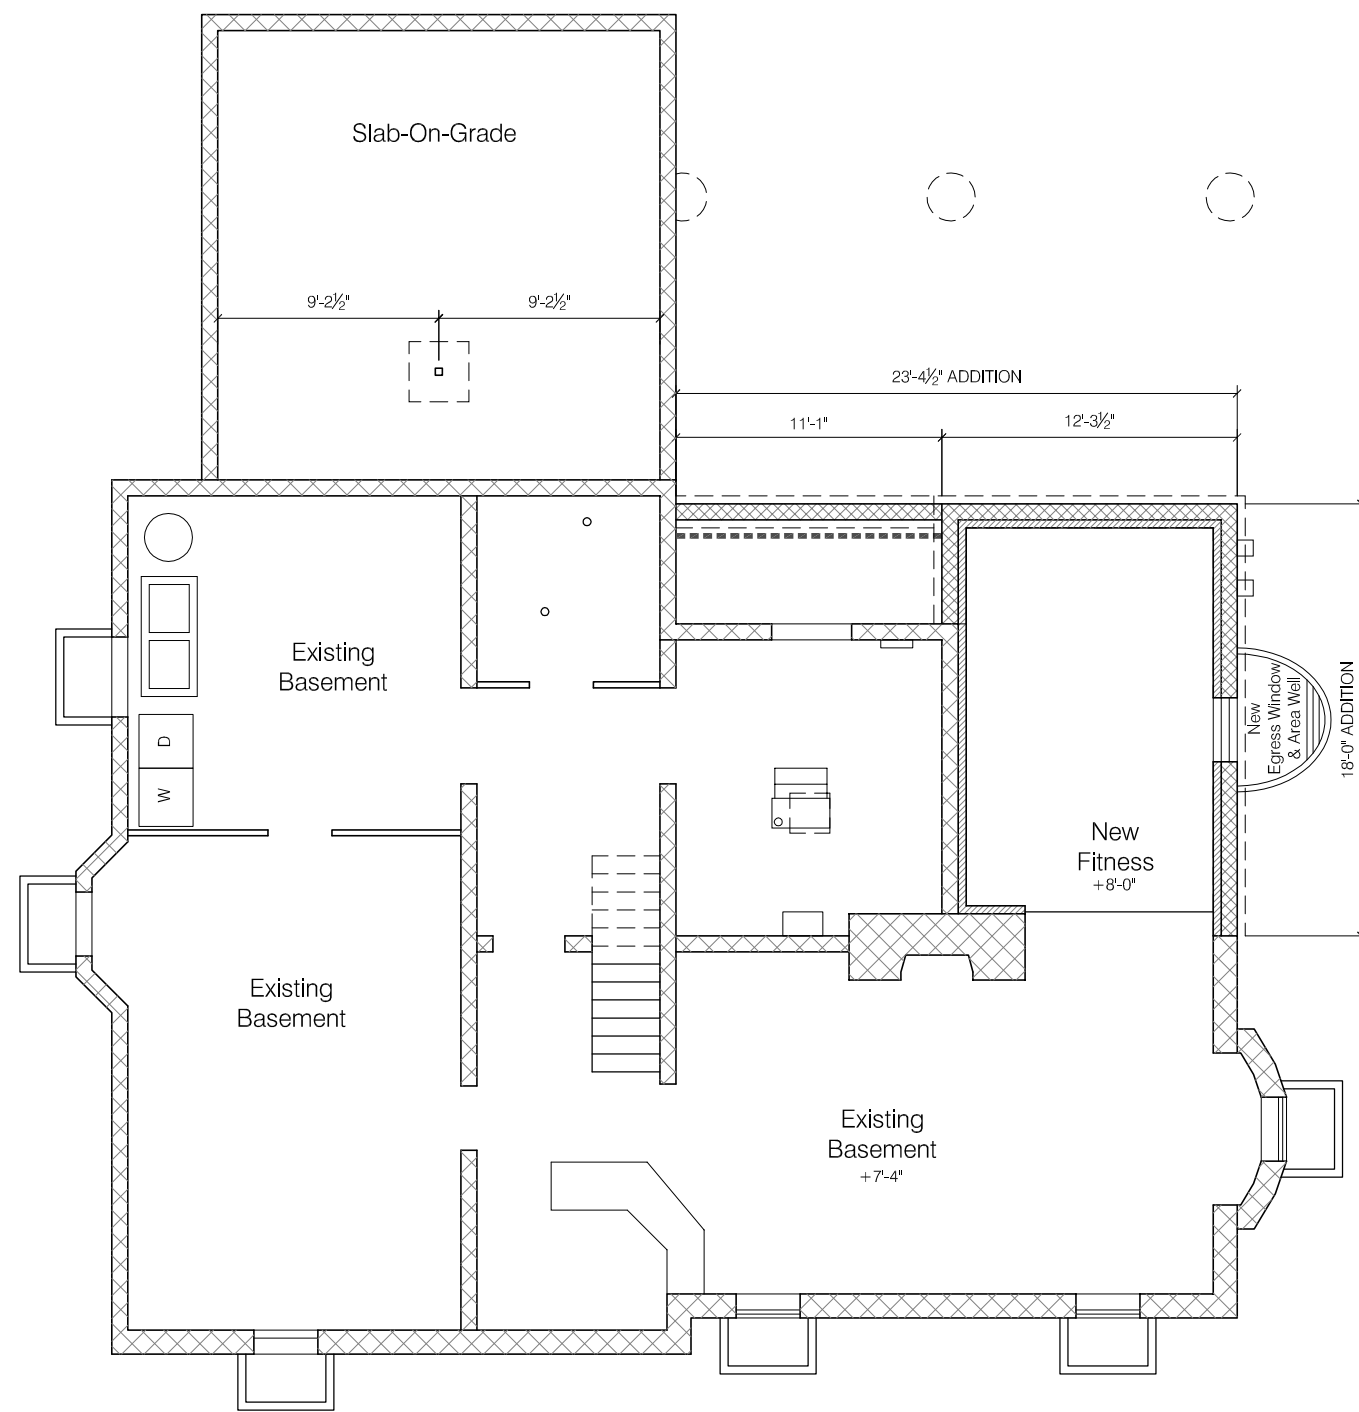 Slab-On-Grade
9'-2½" 9'-2½"
23'-4½" ADDITION
11'-1" 12'-3½"
Existing
Basement
D
W
New
Egress Window
& Area Well
18'-0" ADDITION
New
Fitness
+8'-0"
Existing
Basement
Existing
Basement
+7'-4"